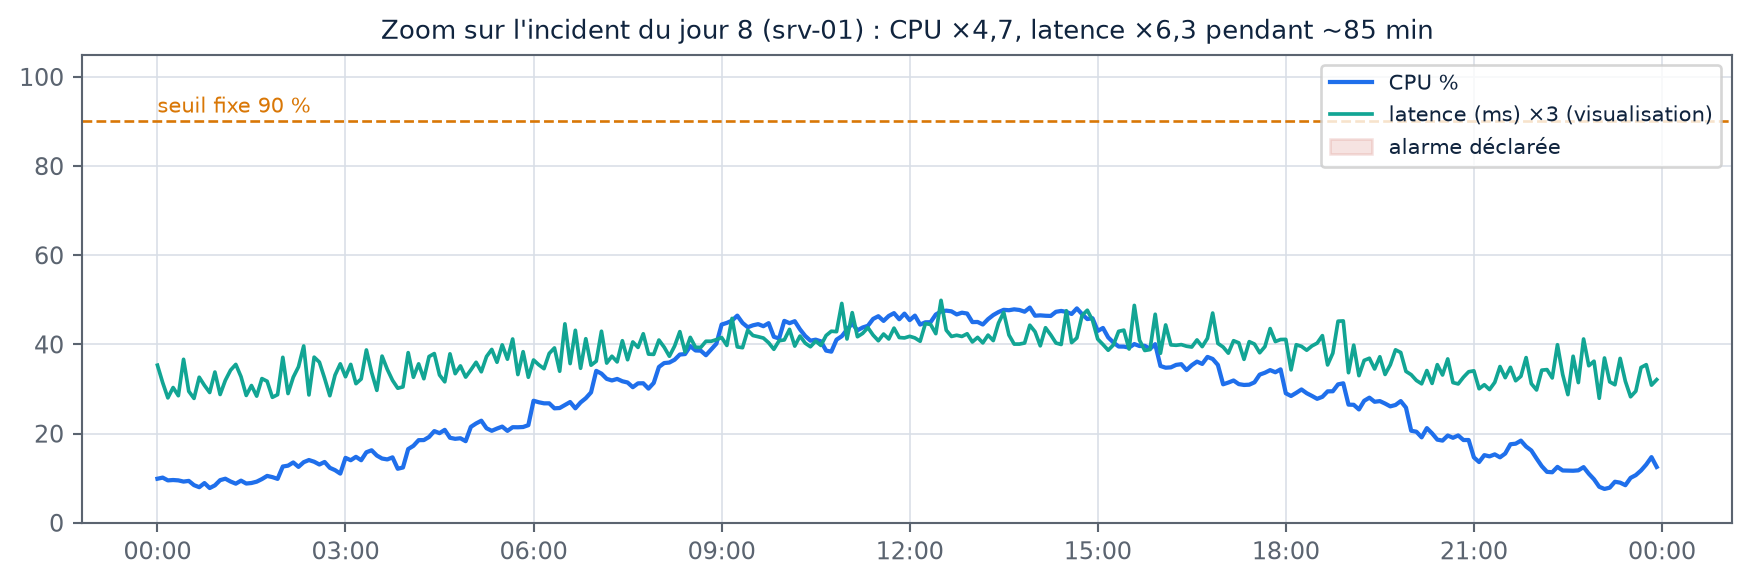 Zoom sur l'incident du jour 8 (srv-01) : CPU ×4,7, latence ×6,3 pendant ~85 min
100
80
60
40
20
0
seuil fixe 90 %
CPU %
latence (ms) ×3 (visualisation)
alarme déclarée
00:00 03:00 06:00 09:00 12:00 15:00 18:00 21:00 00:00